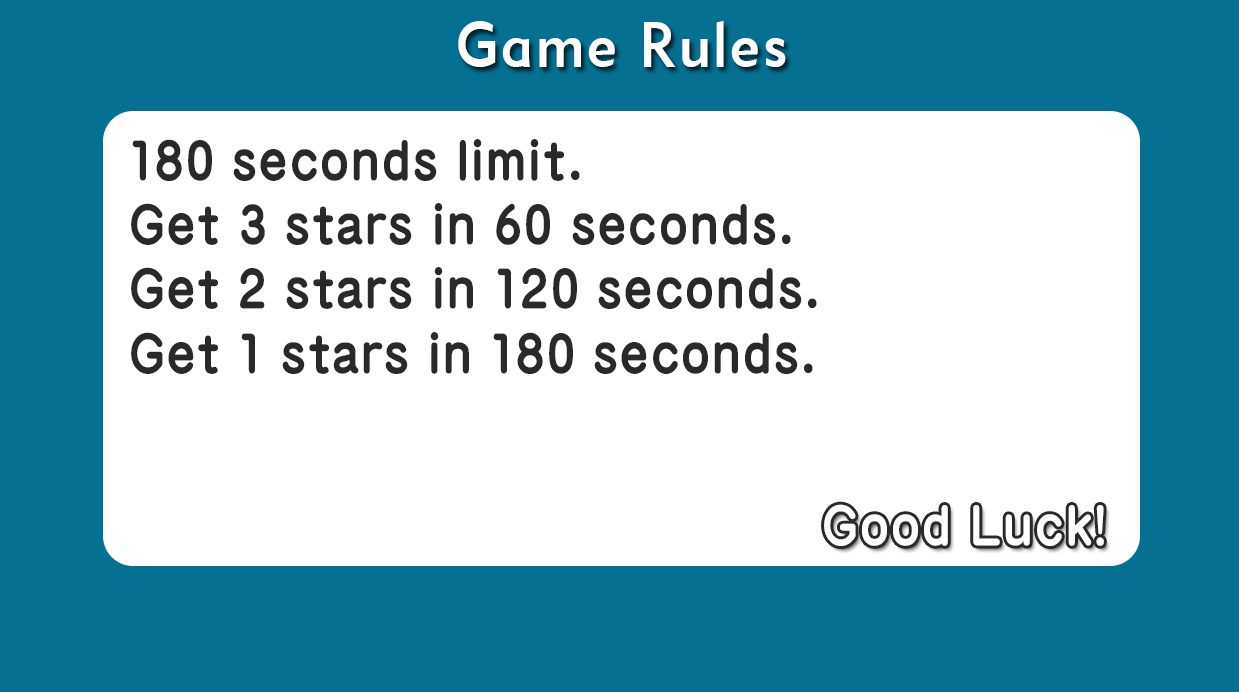 Game Rules
180 seconds limit.
Get 3 stars in 60 seconds.
Get 2 stars in 120 seconds.
Get 1 stars in 180 seconds.
Good Luck!